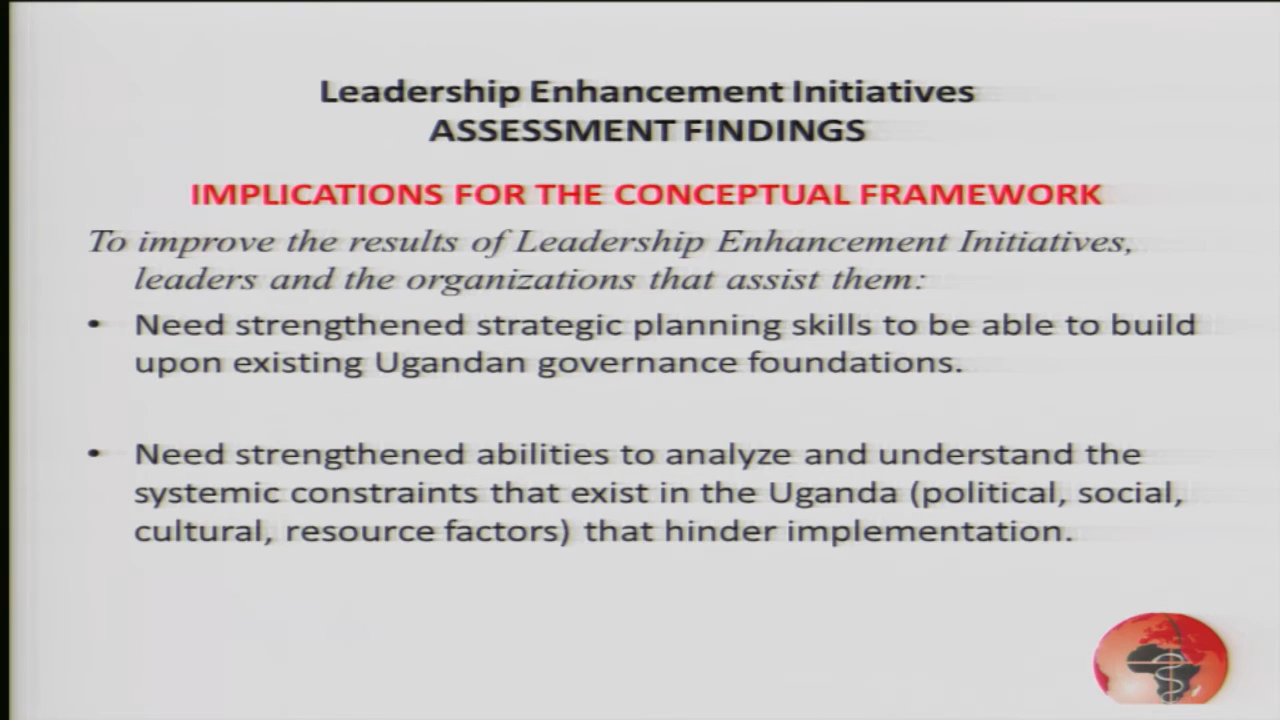 Leadership Enhancement Initiatives
ASSESSMENT FINDINGS
IMPLICATIONS FOR THE CONCEPTUAL FRAMEWORK
To improve the results of Leadership Enhancement Initiatives,
leaders and the organizations that assist them:
• Need strengthened strategic planning skills to be able to build
upon existing Ugandan governance foundations.
• Need strengthened abilities to analyze and understand the
systemic constraints that exist in the Uganda (political, social,
cultural, resource factors) that hinder implementation.